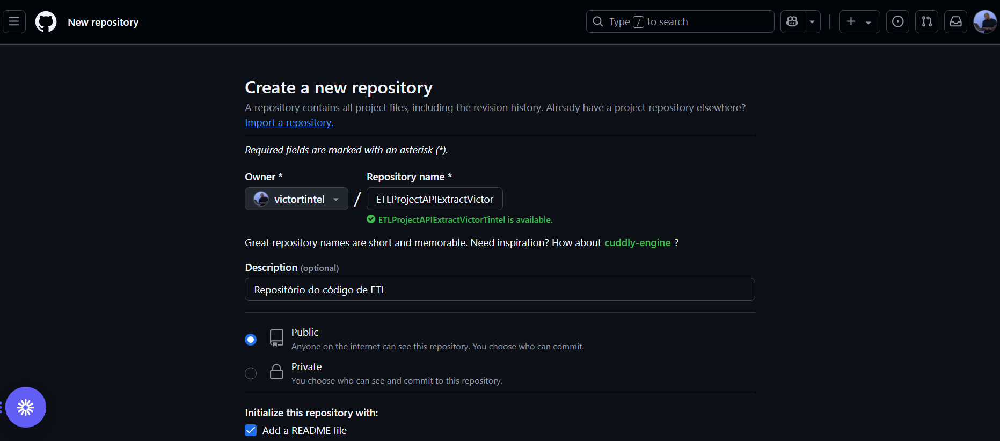 New repository
Type / to search
Create a new repository
A repository contains all project files, including the revision history. Already have a project repository elsewhere?
Import a repository.
Required fields are marked with an asterisk (*).
Owner * Repository name *
victortintel / ETLProjectAPIExtractVictor
ETLProjectAPIExtractVictorTintel is available.
Great repository names are short and memorable. Need inspiration? How about cuddly-engine ?
Description (optional)
Repositório do código de ETL
Public
Anyone on the internet can see this repository. You choose who can commit.
Private
You choose who can see and commit to this repository.
Initialize this repository with:
Add a README file